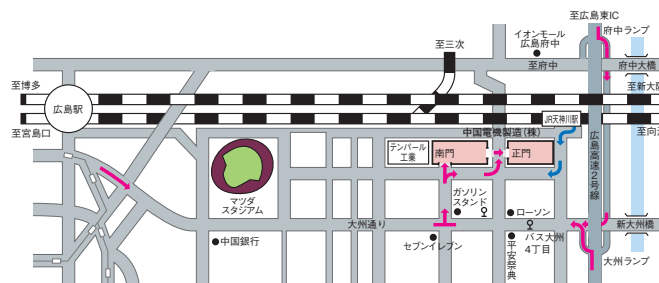 至広島東IC
府中ランプ
イオンモール
広島府中
至三次
至府中
府中大橋
至博多
広島駅
至新大阪
至宮島口
JR天神川駅
至向洋
中国電機製造(株)
テンパール
工業
南門
正門
広島高速2号線
マツダ
スタジアム
ガソリン
スタンド
ローソン
大州通り
新大州橋
中国銀行
セブンイレブン
平安祭典
バス大州
4丁目
大州ランプ